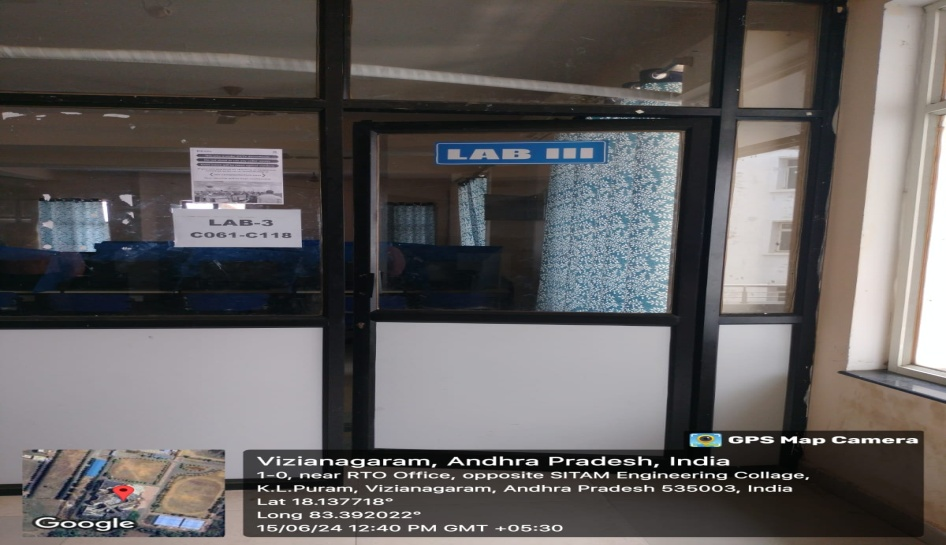 LAB III
LAB-3
C061-C118
GPS Map Camera
Vizianagaram, Andhra Pradesh, India
1-0, near RTO Office, opposite SITAM Engineering Collage,
K.L.Puram, Vizianagaram, Andhra Pradesh 535003, India
Lat 18.137718°
Long 83.392022°
15/06/24 12:40 PM GMT +05:30
Google